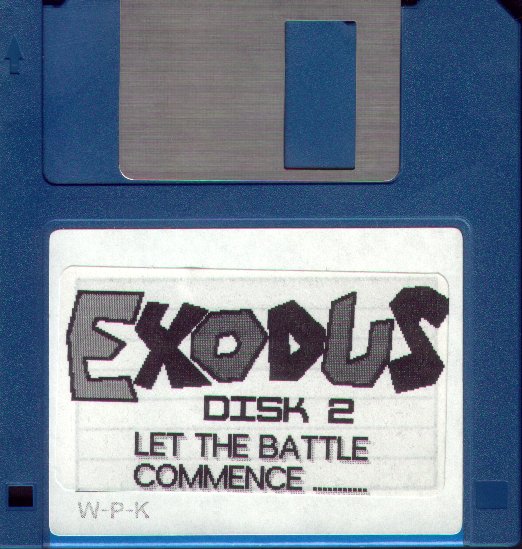 EXODUS
DISK 2
LET THE BATTLE
COMMENCE ..........
W-P-K